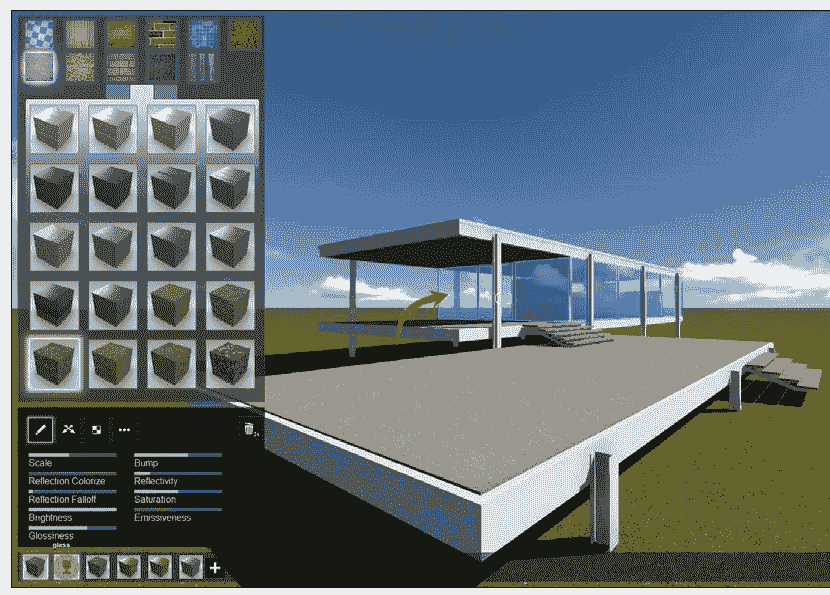 Scale Bump
Reflection Colorize Reflectivity
Reflection Falloff Saturation
Brightness Emissiveness
Glossiness
glass